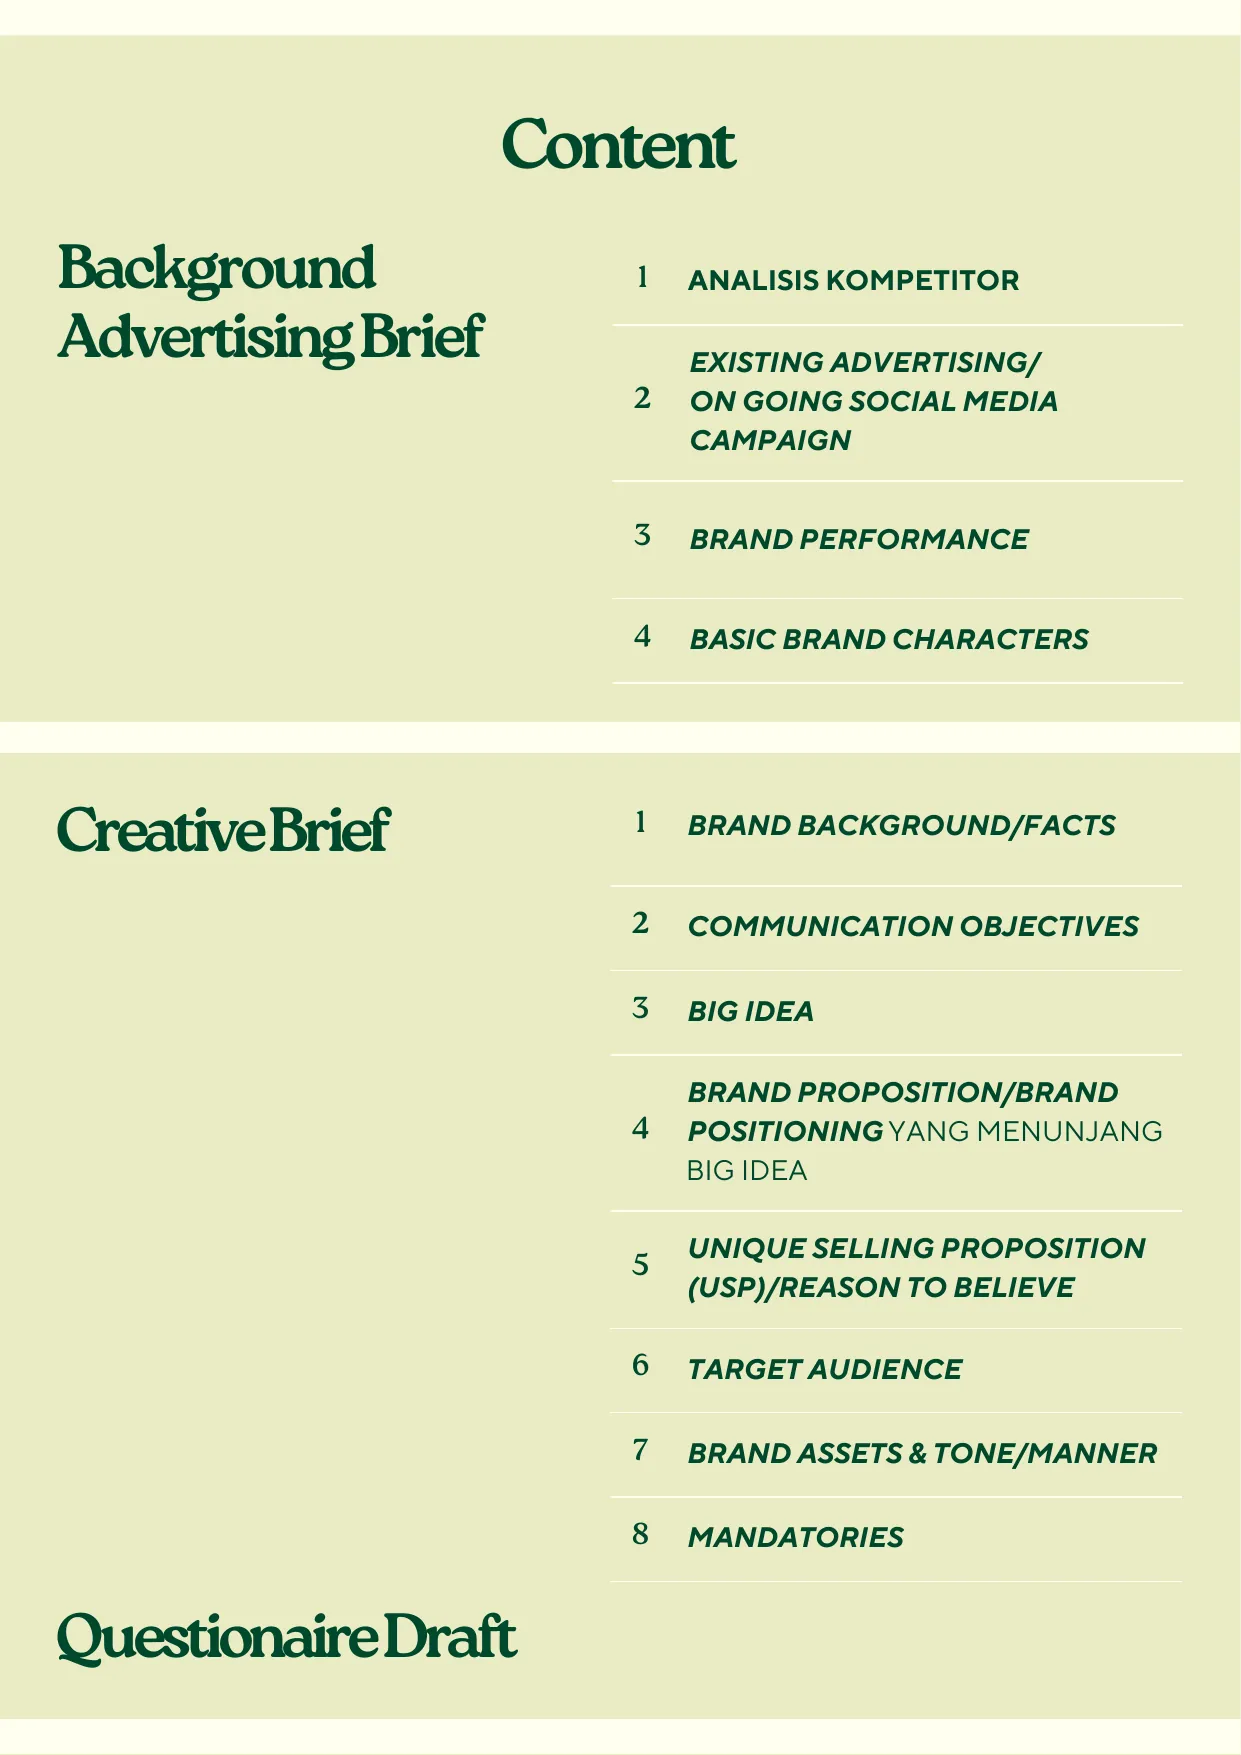 Content
Background
Advertising Brief
1 ANALISIS KOMPETITOR
EXISTING ADVERTISING/
2 ON GOING SOCIAL MEDIA
CAMPAIGN
3 BRAND PERFORMANCE
4 BASIC BRAND CHARACTERS
Creative Brief
1 BRAND BACKGROUND/FACTS
2 COMMUNICATION OBJECTIVES
3 BIG IDEA
BRAND PROPOSITION/BRAND
4 POSITIONING YANG MENUNJANG
BIG IDEA
5 UNIQUE SELLING PROPOSITION
(USP)/REASON TO BELIEVE
6 TARGET AUDIENCE
7 BRAND ASSETS & TONE/MANNER
8 MANDATORIES
Questionaire Draft